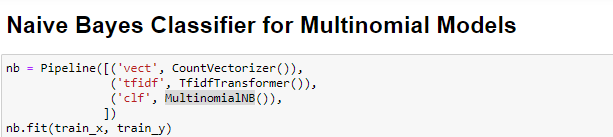 Naive Bayes Classifier for Multinomial Models
nb = Pipeline([('vect', CountVectorizer()),
('tfidf', TfidfTransformer()),
('clf', MultinomialNB()),
])
nb.fit(train_x, train_y)